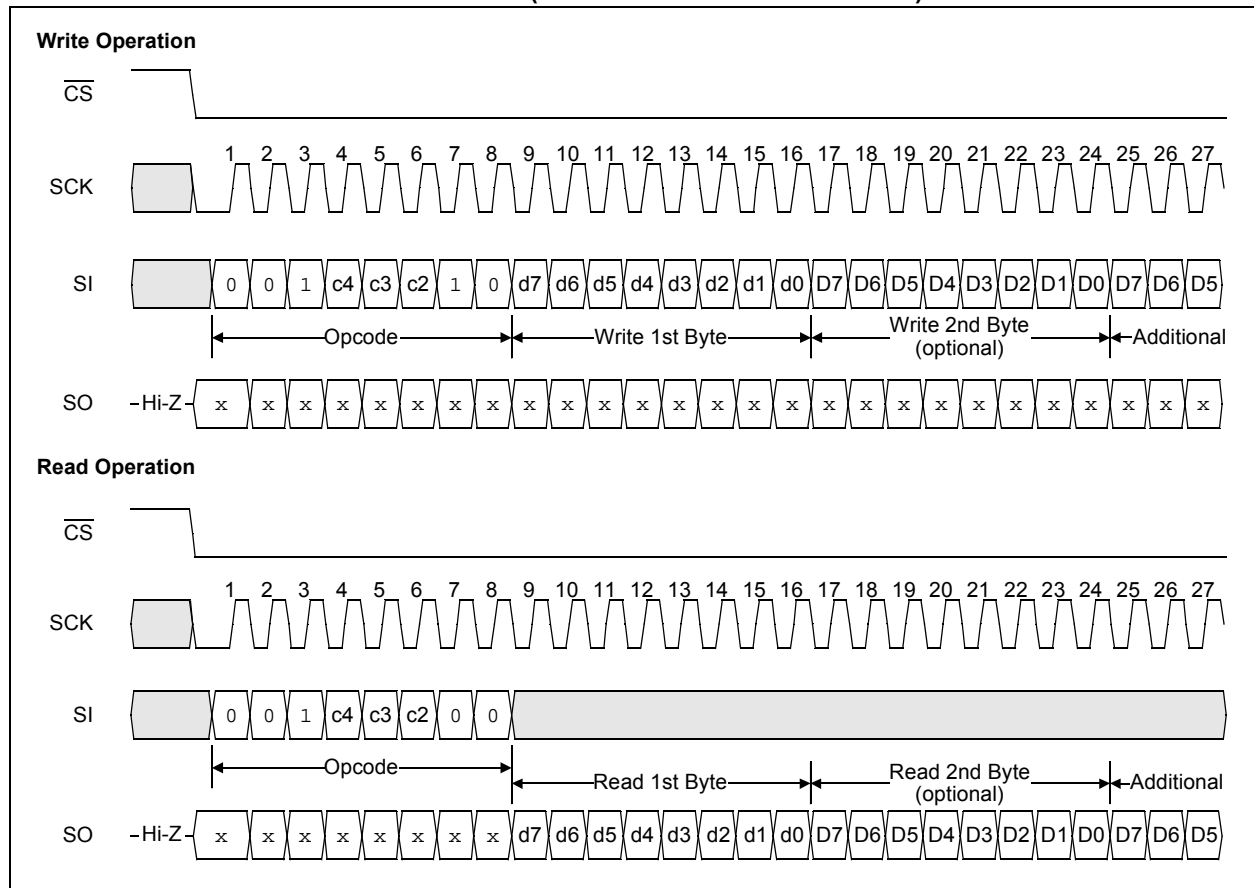 Write Operation
CS
SCK
1 2 3 4 5 6 7 8 9 10 11 12 13 14 15 16 17 18 19 20 21 22 23 24 25 26 27
SI
0 0 1 c4 c3 c2 1 0 d7 d6 d5 d4 d3 d2 d1 d0 D7 D6 D5 D4 D3 D2 D1 D0 D7 D6 D5
Opcode Write 1st Byte Write 2nd Byte Additional
(optional)
SO Hi-Z x x x x x x x x x x x x x x x x x x x x x x x x x x x
Read Operation
CS
SCK
1 2 3 4 5 6 7 8 9 10 11 12 13 14 15 16 17 18 19 20 21 22 23 24 25 26 27
SI
0 0 1 c4 c3 c2 0 0
Opcode Read 1st Byte Read 2nd Byte Additional
(optional)
SO Hi-Z x x x x x x x x d7 d6 d5 d4 d3 d2 d1 d0 D7 D6 D5 D4 D3 D2 D1 D0 D7 D6 D5